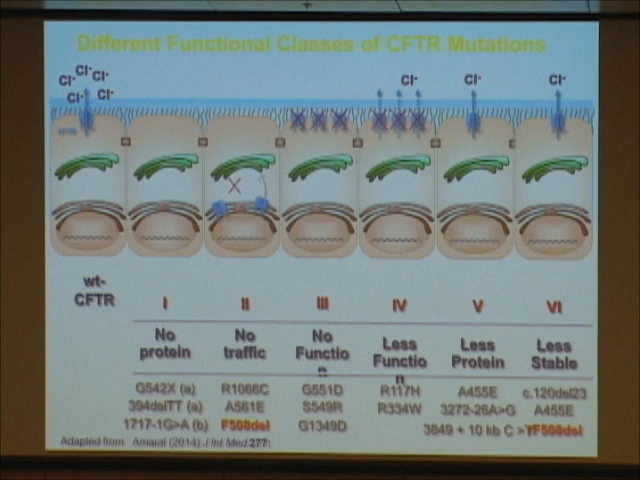 Different Functional Classes of CFTR Mutations
Cl- Cl- Cl- Cl- Cl- Cl- Cl- Cl-
wt-
CFTR
I II III IV V VI
No protein
No traffic
No Functio n
Less Functio n
Less Protein
Less Stable
G542X (a) R1066C G551D R117H A455E c.120del23
394delTT (a) A561E S549R R334W 3272-26A>G A455E
1717-1G>A (b) F508del G1349D 3849 + 10 kb C >T F508del
Adapted from : Amaral (2014) J Int Med 277: